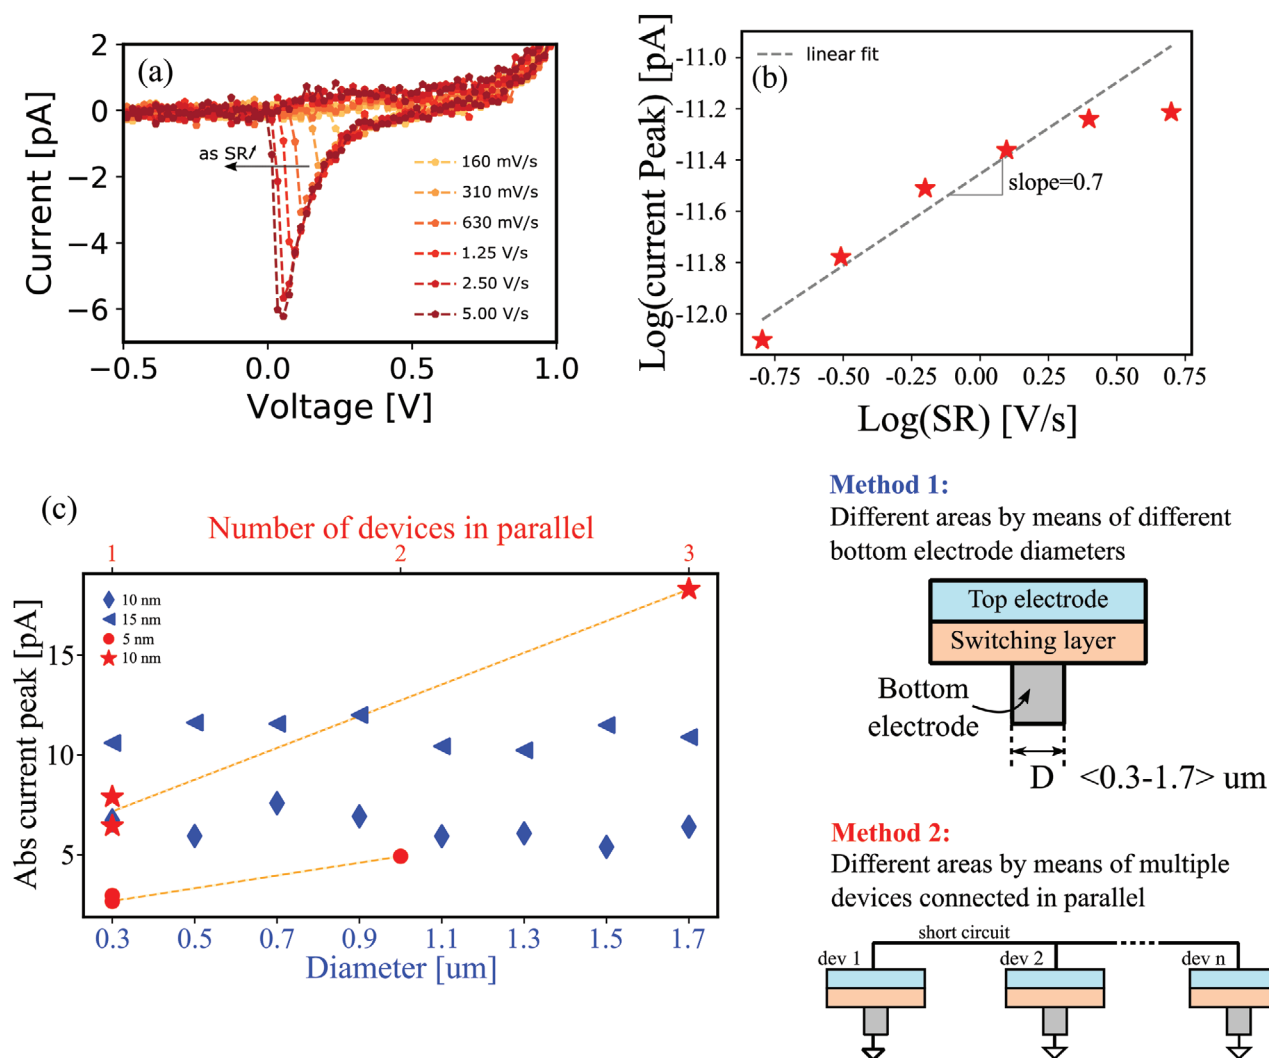 (a)
Current [pA]
2
0
−2
−4
−6
as SR
160 mV/s
310 mV/s
630 mV/s
1.25 V/s
2.50 V/s
5.00 V/s
−0.5
0.0
0.5
1.0
Voltage [V]
(b)
Log(current Peak) [pA]
-11.0
-11.2
-11.4
-11.6
-11.8
-12.0
linear fit
slope=0.7
-0.75
-0.50
-0.25
0.00
0.25
0.50
0.75
Log(SR) [V/s]
(c)
Number of devices in parallel
1
2
3
Abs current peak [pA]
15
10
5
10 nm
15 nm
5 nm
10 nm
0.3
0.5
0.7
0.9
1.1
1.3
1.5
1.7
Diameter [um]
Method 1:
Different areas by means of different
bottom electrode diameters
Top electrode
Switching layer
Bottom
electrode
D <0.3-1.7> um
Method 2:
Different areas by means of multiple
devices connected in parallel
short circuit
dev 1
dev 2
dev n